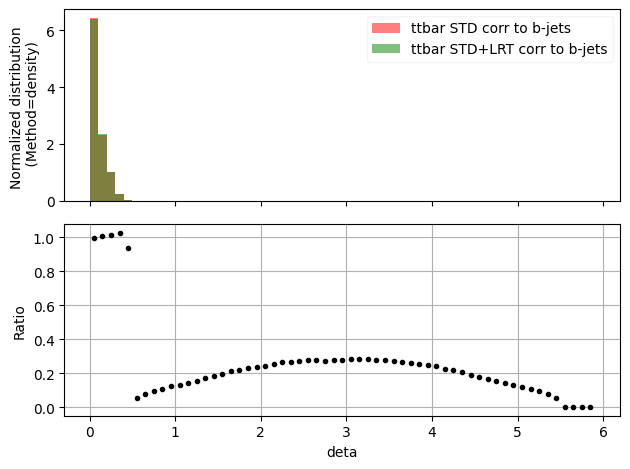 Normalized distribution
(Method=density)
6
4
2
0
ttbar STD corr to b-jets
ttbar STD+LRT corr to b-jets
Ratio
1.0
0.8
0.6
0.4
0.2
0.0
0 1 2 3 4 5 6
deta